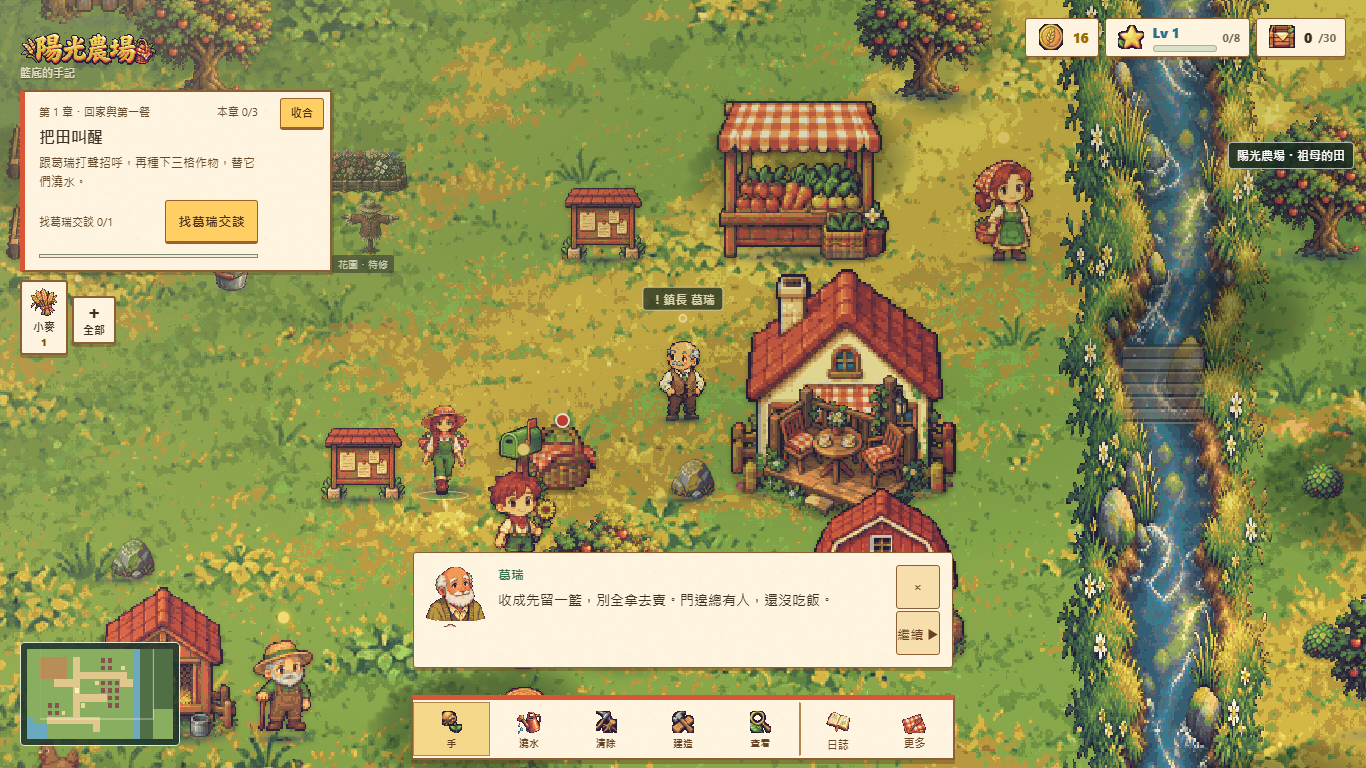 陽光農場
籃底的手記
16
Lv 1
0/8
0 /30
第 1 章 · 回家與第一餐
本章 0/3
收合
把田叫醒
跟葛瑞打聲招呼，再種下三格作物，替它
們澆水。
找葛瑞交談 0/1
找葛瑞交談
陽光農場 · 祖母的田
花圃 · 待修
小麥
1
+
全部
! 鎮長 葛瑞
葛瑞
收成先留一籃，別全拿去賣。門邊總有人，還沒吃飯。
×
繼續 ▶
手
澆水
清除
建造
查看
日誌
更多